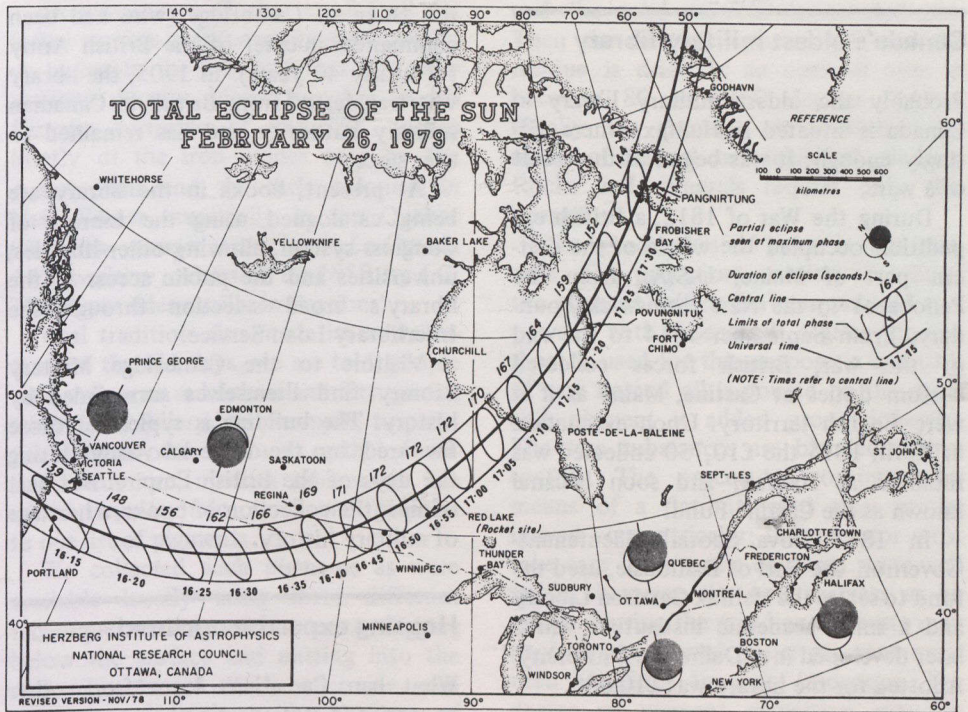 140° 130° 120° 110° 100° 90° 80° 70° 60° 50°
TOTAL ECLIPSE OF THE SUN
FEBRUARY 26, 1979
60°
GODHAVN
REFERENCE
SCALE
100 0 100 200 300 400 500 600
kilometres
Partial eclipse
seen at maximum phase
N
Duration of eclipse (seconds)
164
Central line
Limits of total phase
Universal time
17-15
(NOTE - Times refer to central line)
WHITEHORSE
YELLOWKNIFE
BAKER LAKE
PANGNIRTUNG
FROBISHER
BAY
POVUNGNITUK
FORT
CHIMO
CHURCHILL
PRINCE GEORGE
50°
50°
EDMONTON
VANCOUVER
VICTORIA
SEATTLE
CALGARY
SASKATOON
REGINA
POSTE-DE-LA-BALEINE
SEPT-ILES
ST. JOHN'S
139 148 156 162 166 169 171 172 172 170 167 164 159 152 144
16-15 16-20 16-25 16-30 16-35 16-40 16-45 16-50 16-55 17-00 17-05 17-10 17-15 17-20 17-25 17-30
PORTLAND
WINNIPEG
RED LAKE
(Rocket site)
THUNDER
BAY
CHARLOTTETOWN
FREDERICTON
HALIFAX
QUEBEC
SUDBURY
OTTAWA
MONTREAL
40°
40°
MINNEAPOLIS
TORONTO
BOSTON
WINDSOR
NEW YORK
HERZBERG INSTITUTE OF ASTROPHYSICS
NATIONAL RESEARCH COUNCIL
OTTAWA, CANADA
REVISED VERSION - NOV/78
110° 100° 90° 80° 70° 60°